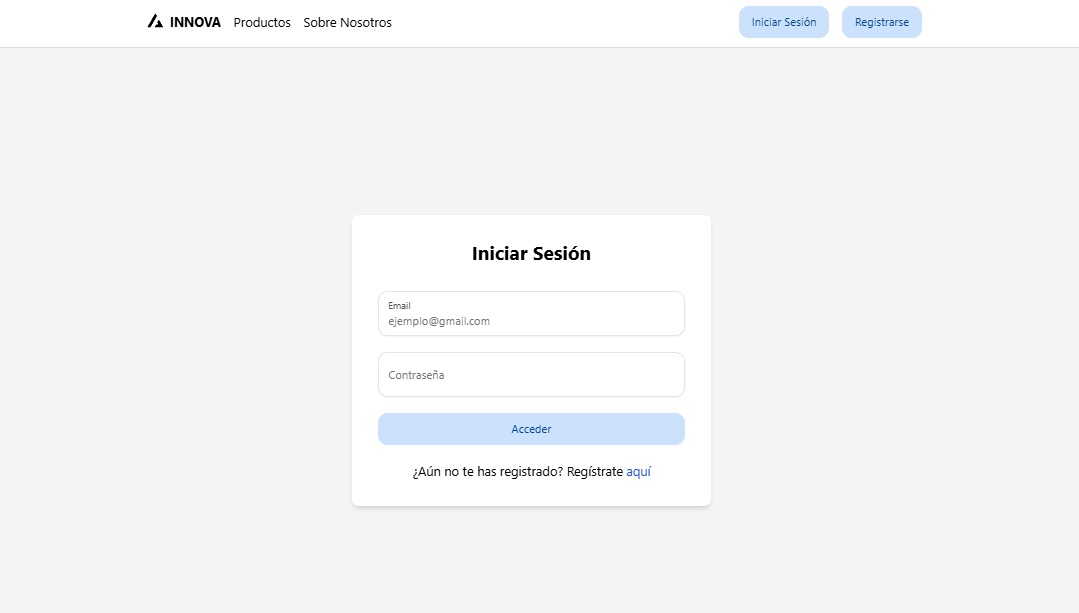 INNOVA Productos Sobre Nosotros Iniciar Sesión Registrarse
Iniciar Sesión
Email
ejemplo@gmail.com
Contraseña
Acceder
¿Aún no te has registrado? Regístrate aquí